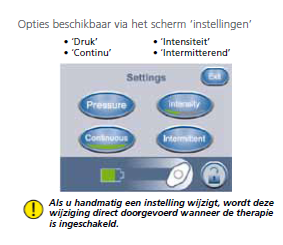 Opties beschikbaar via het scherm ‘instellingen’
• ‘Druk’ • ‘Intensiteit’
• ‘Continu’ • ‘Intermitterend’
Settings
Exit
Pressure Intensity
Continuous Intermittent
Als u handmatig een instelling wijzigt, wordt deze
wijziging direct doorgevoerd wanneer de therapie
is ingeschakeld.